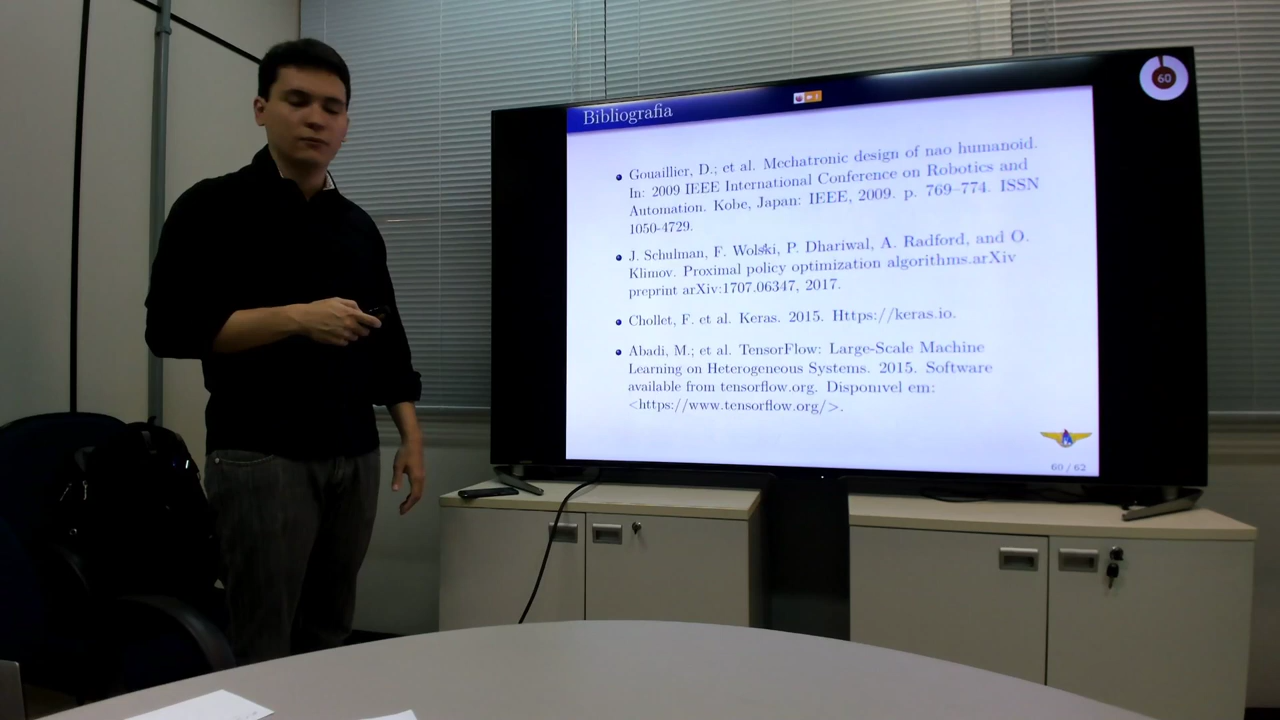 Bibliografia
60
Gouaillier, D.; et al. Mechatronic design of nao humanoid.
In: 2009 IEEE International Conference on Robotics and
Automation. Kobe, Japan: IEEE, 2009. p. 769–774. ISSN
1050-4729.
J. Schulman, F. Wolski, P. Dhariwal, A. Radford, and O.
Klimov. Proximal policy optimization algorithms.arXiv
preprint arXiv:1707.06347, 2017.
Chollet, F. et al. Keras. 2015. Https://keras.io.
Abadi, M.; et al. TensorFlow: Large-Scale Machine
Learning on Heterogeneous Systems. 2015. Software
available from tensorflow.org. Disponıvel em:
<https://www.tensorflow.org/>.
60 / 62